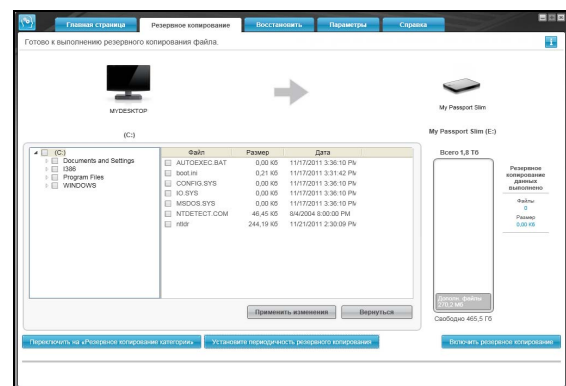 Главная страница
Резервное копирование
Восстановить
Параметры
Справка
Готово к выполнению резервного копирования файла.
MYDESKTOP
My Passport Slim
(C:)
My Passport Slim (E:)
(C:)
Documents and Settings
I386
Program Files
WINDOWS
Файл Размер Дата
AUTOEXEC.BAT 0,00 Кб 11/17/2011 3:36:10 PM
boot.ini 0,21 Кб 11/17/2011 3:31:42 PM
CONFIG.SYS 0,00 Кб 11/17/2011 3:36:10 PM
IO.SYS 0,00 Кб 11/17/2011 3:36:10 PM
MSDOS.SYS 0,00 Кб 11/17/2011 3:36:10 PM
NTDETECT.COM 46,45 Кб 8/4/2004 8:00:00 PM
ntldr 244,19 Кб 11/21/2011 2:30:09 PM
Всего 1,8 Тб
Резервное
копирование
данных
выполнено
Файлы
0
Размер
0,00 Кб
Дополн. файлы
270,2 Мб
Свободно 465,5 Гб
Применить изменения
Вернуться
Переключить на «Резервное копирование категории»
Установите периодичность резервного копирования
Включить резервное копирование